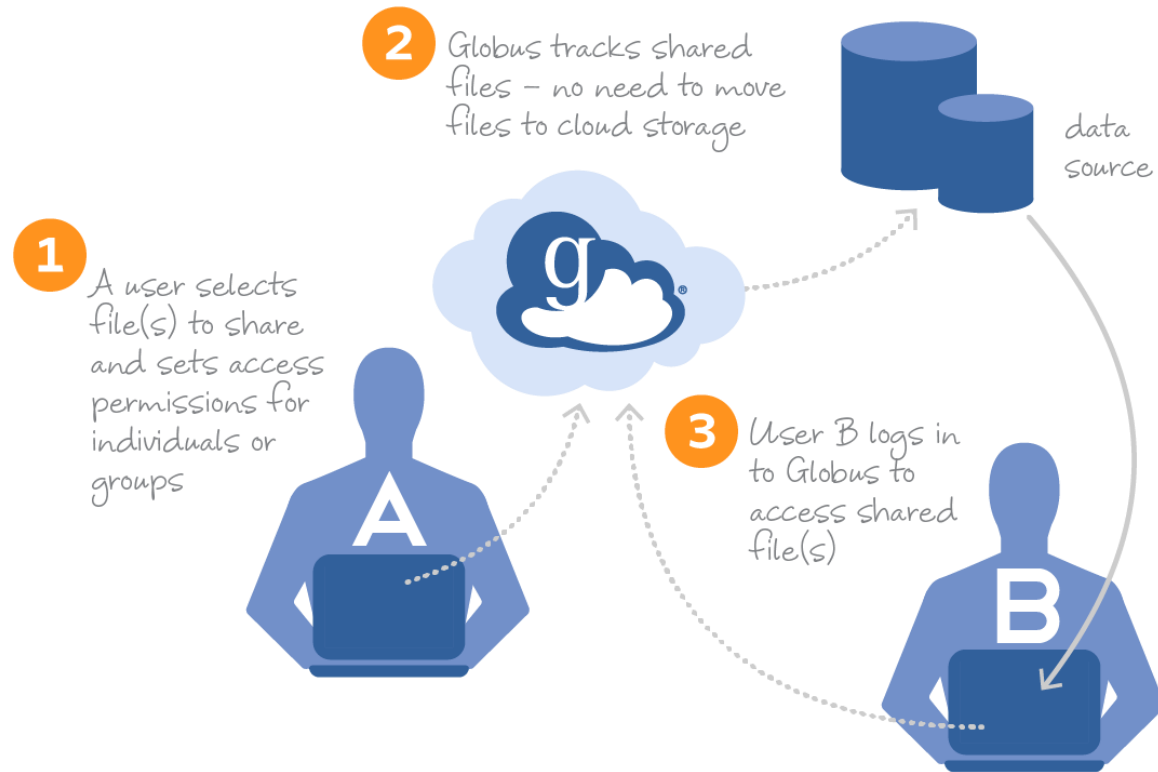 1
A user selects
file(s) to share
and sets access
permissions for
individuals or
groups
2
Globus tracks shared
files – no need to move
files to cloud storage
data
source
g
®
3
User B logs in
to Globus to
access shared
file(s)
A
B